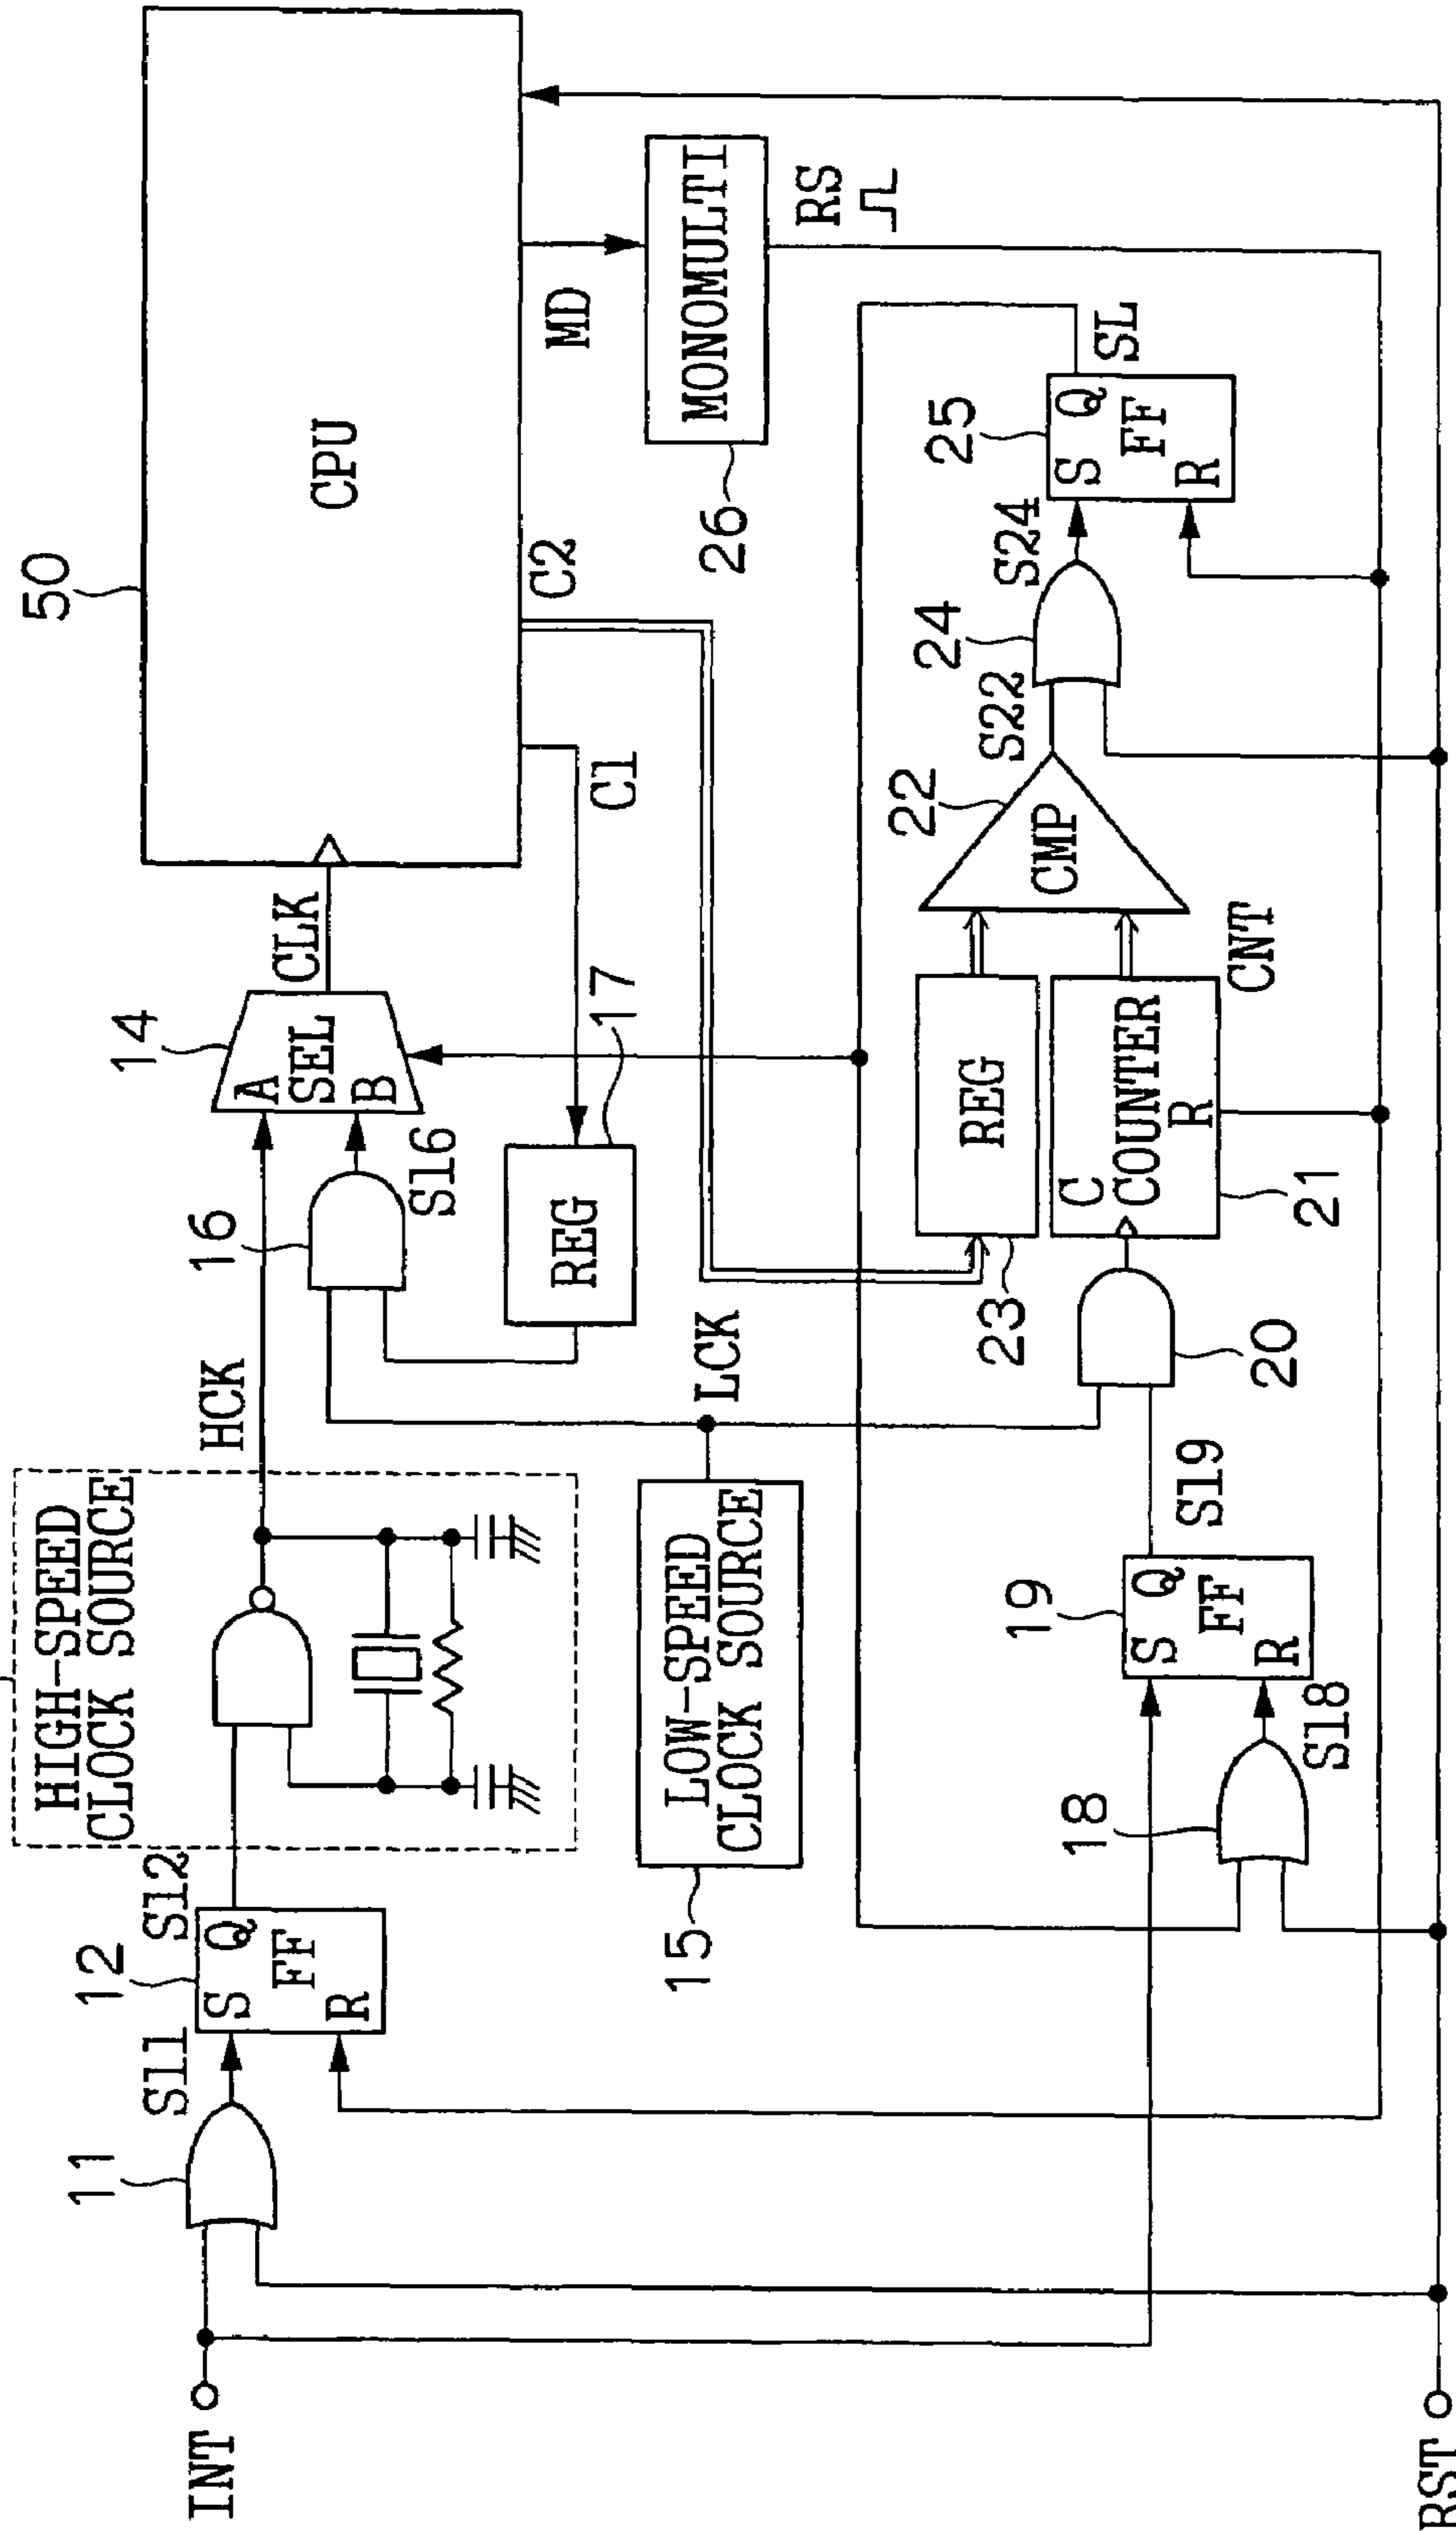 50
CPU
14
A
SEL
B
CLK
HCK
16
S16
17
REG
C1
C2
MD
MONOMULTI
26
RS
HIGH-SPEED
CLOCK SOURCE
LOW-SPEED
CLOCK SOURCE
15
LCK
11
S11
12
S Q
FF
R
S12
25
S Q
FF
R
SL
S24
24
S22
22
CMP
REG
23
C
COUNTER
R
21
CNT
20
S19
19
S Q
FF
R
18
S18
INT
RST